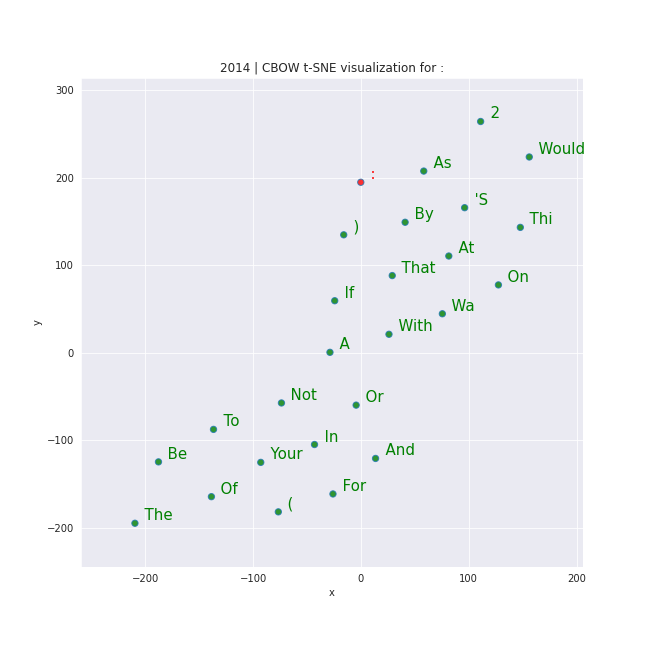 2014 | CBOW t-SNE visualization for :
300
2
Would
As
:
200
'S
By
Thi
)
At
100
That
On
If
Wa
With
y
0
A
Not
Or
To
In
−100
And
Be
Your
For
Of
(
The
−200
−200
−100
0
100
200
x